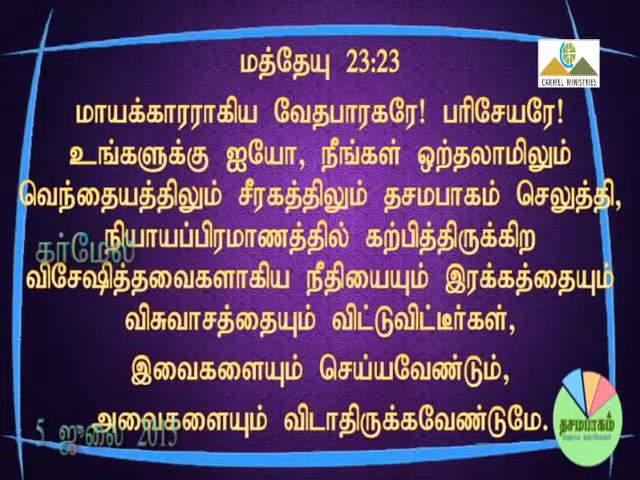 மத்தேயு 23:23
CARMEL MINISTRIES
மாயக்காரராகிய வேதபாரகரே! பரிசேயரே!
உங்களுக்கு ஐயோ, நீங்கள் ஒற்தலாமிலும்
வெந்தையத்திலும் சீரகத்திலும் தசமபாகம் செலுத்தி,
நியாயப்பிரமாணத்தில் கற்பித்திருக்கிற
கர்மேல்
விசேஷித்தவைகளாகிய நீதியையும் இரக்கத்தையும்
விசுவாசத்தையும் விட்டுவிட்டீர்கள்,
இவைகளையும் செய்யவேண்டும்,
அவைகளையும் விடாதிருக்கவேண்டுமே.
5 ஜூலை 2015
தசமபாகம்